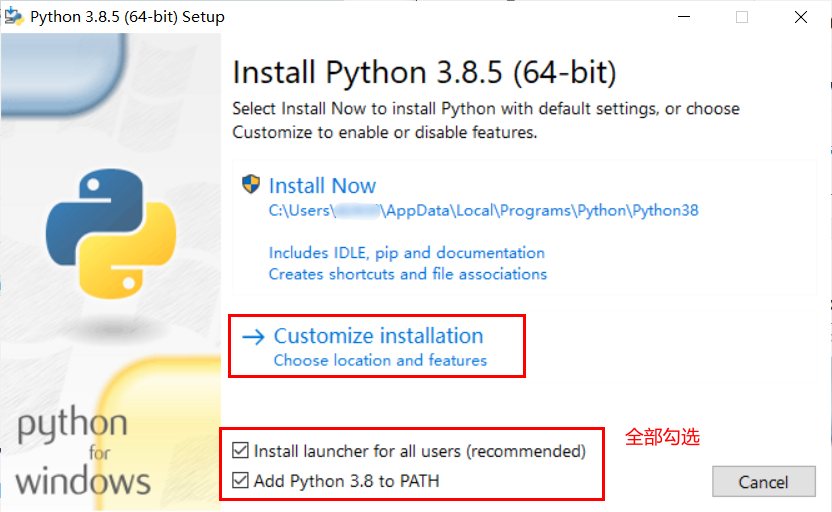 Python 3.8.5 (64-bit) Setup
Install Python 3.8.5 (64-bit)
Select Install Now to install Python with default settings, or choose
Customize to enable or disable features.
Install Now
C:\Users\ \AppData\Local\Programs\Python\Python38
Includes IDLE, pip and documentation
Creates shortcuts and file associations
Customize installation
Choose location and features
Install launcher for all users (recommended)
全部勾选
Add Python 3.8 to PATH
Cancel
python
for
windows